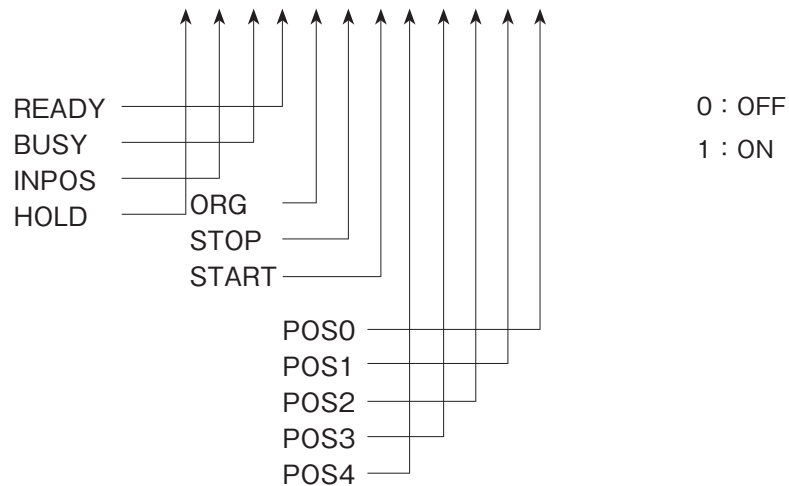 READY
BUSY
INPOS
HOLD
ORG
STOP
START
POS0
POS1
POS2
POS3
POS4
0：OFF
1：ON